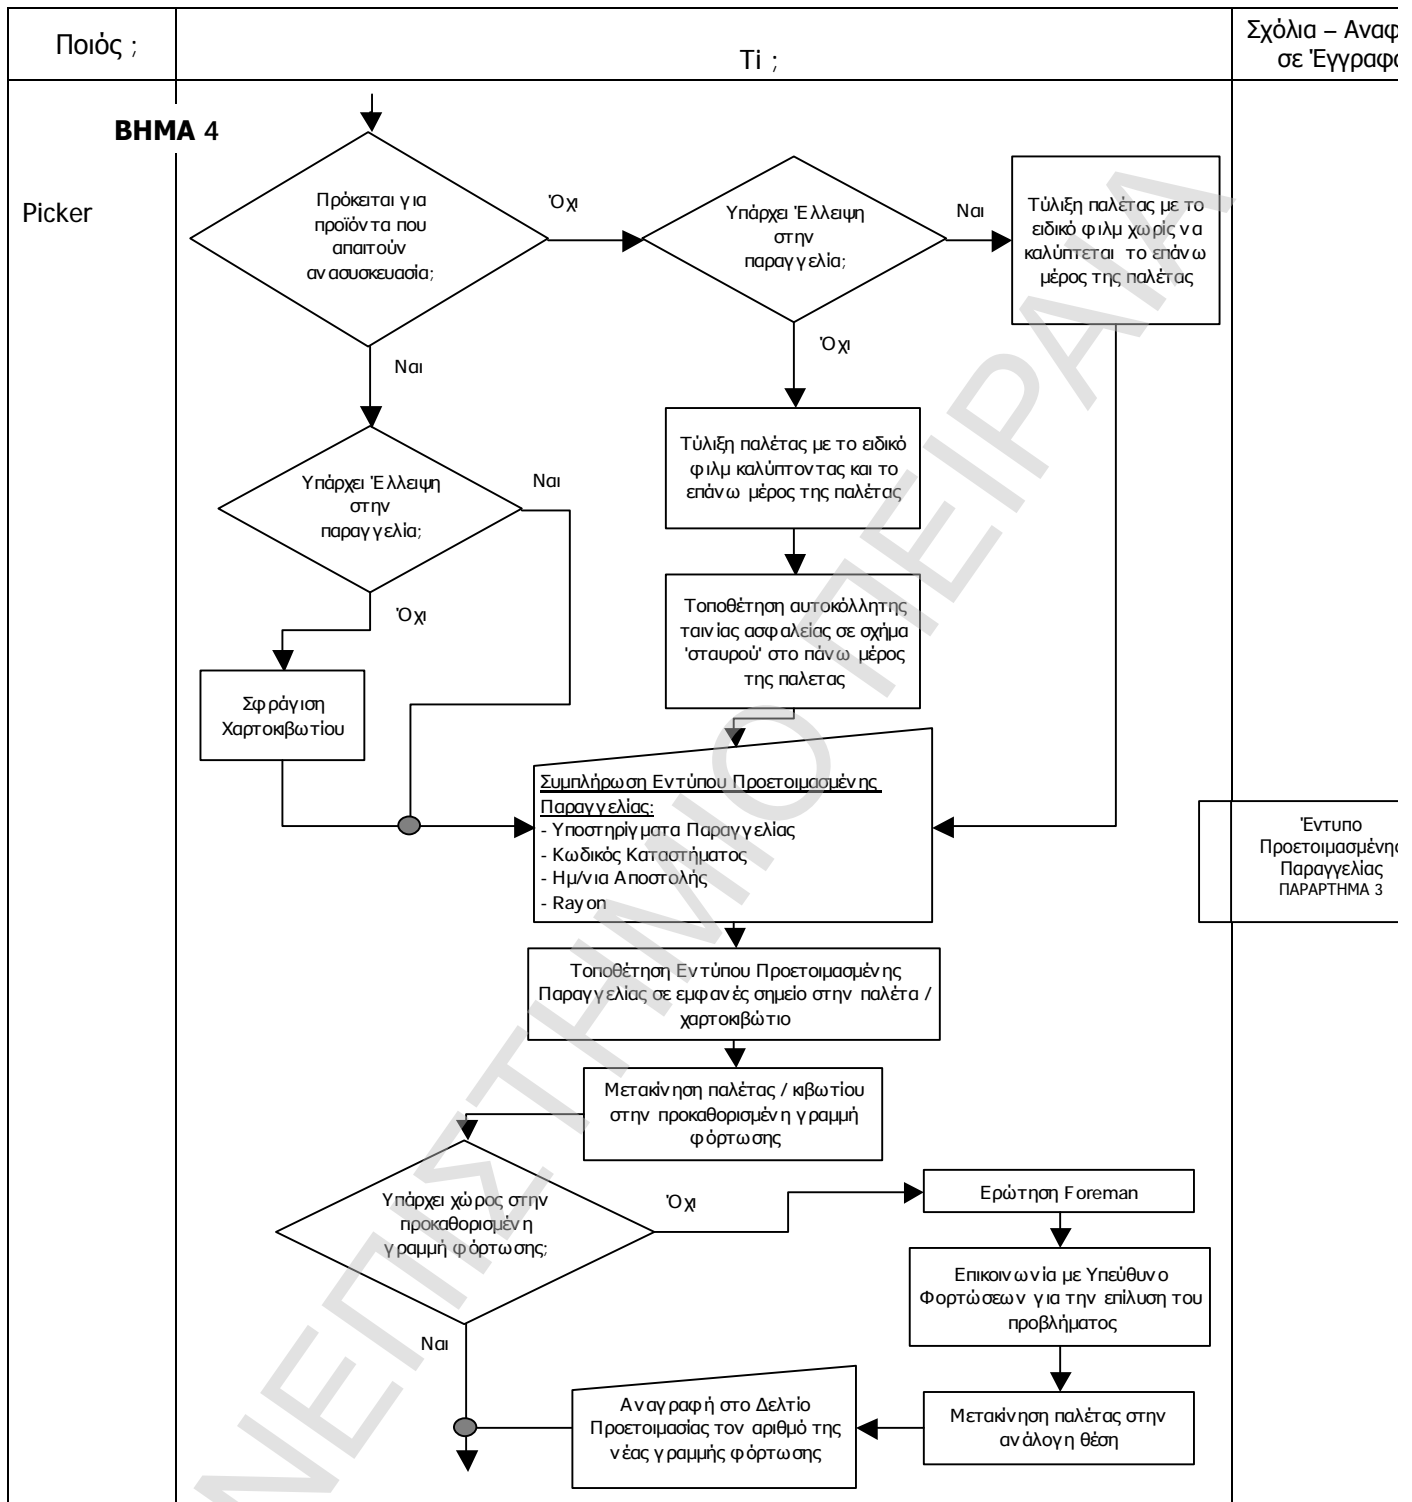 Ποιός ;
Τi ;
Σχόλια – Αναφ
σε Έγγραφα
ΒΗΜΑ 4
Picker
Πρόκειται για
προϊόντα που
απαιτούν
ανασυσκευασία;
Όχι
Υπάρχει Έλλειψη
στην
παραγγελία;
Ναι
Τύλιξη παλέτας με το
ειδικό φιλμ χωρίς να
καλύπτεται το επάνω
μέρος της παλέτας
Ναι
Όχι
Υπάρχει Έλλειψη
στην
παραγγελία;
Ναι
Τύλιξη παλέτας με το ειδικό
φιλμ καλύπτοντας και το
επάνω μέρος της παλέτας
Όχι
Τοποθέτηση αυτοκόλλητης
ταινίας ασφαλείας σε σχήμα
'σταυρού' στο πάνω μέρος
της παλετας
Σφράγιση
Χαρτοκιβωτίου
Συμπλήρωση Εντύπου Προετοιμασμένης
Παραγγελίας:
- Υποστηρίγματα Παραγγελίας
- Κωδικός Καταστήματος
- Ημ/νια Αποστολής
- Rayon
Έντυπο
Προετοιμασμένης
Παραγγελίας
ΠΑΡΑΡΤΗΜΑ 3
Τοποθέτηση Εντύπου Προετοιμασμένης
Παραγγελίας σε εμφανές σημείο στην παλέτα /
χαρτοκιβώτιο
Μετακίνηση παλέτας / κιβωτίου
στην προκαθορισμένη γραμμή
φόρτωσης
Υπάρχει χώρος στην
προκαθορισμένη
γραμμή φόρτωσης;
Όχι
Ερώτηση Foreman
Επικοινωνία με Υπεύθυνο
Φορτώσεων για την επίλυση του
προβλήματος
Ναι
Αναγραφή στο Δελτίο
Προετοιμασίας τον αριθμό της
νέας γραμμής φόρτωσης
Μετακίνηση παλέτας στην
ανάλογη θέση
ΝΕΠΙΣΤΗΜΙΟ ΠΕΙΡΑΙΑ